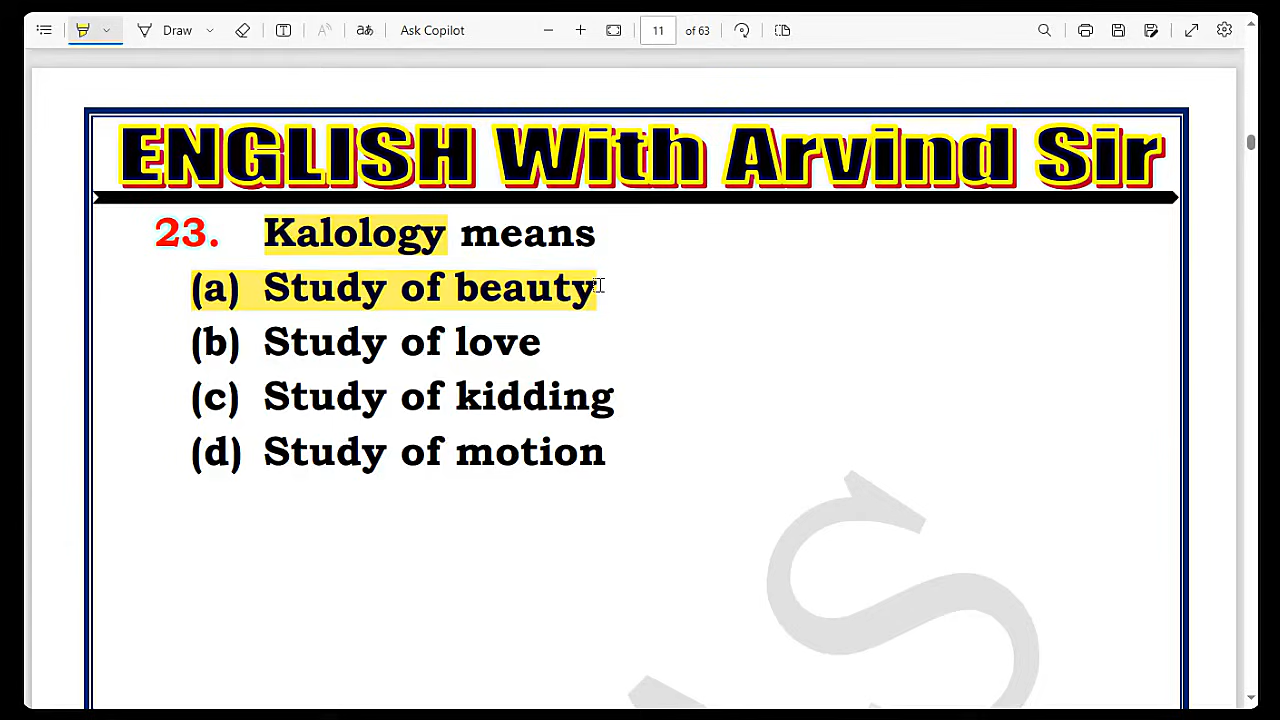 Draw
Ask Copilot
11 of 63
ENGLISH With Arvind Sir
23. Kalology means
(a) Study of beauty
(b) Study of love
(c) Study of kidding
(d) Study of motion
S